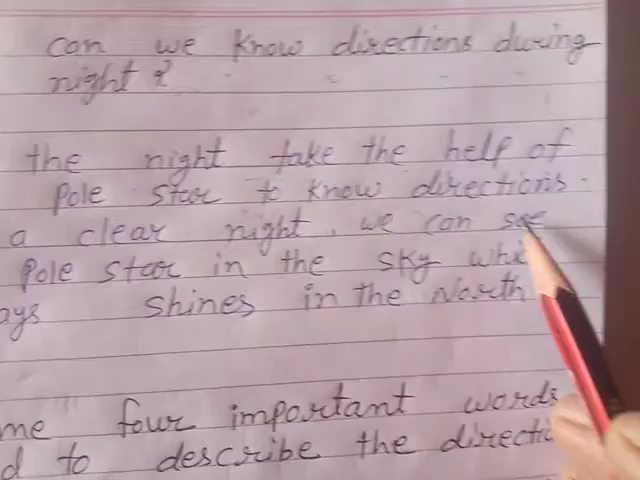 can we know directions during
night ?
the night take the help of
Pole star to know directions.
a clear night, we can see
Pole star in the sky whi
ays shines in the North
me four important words
d to describe the directi